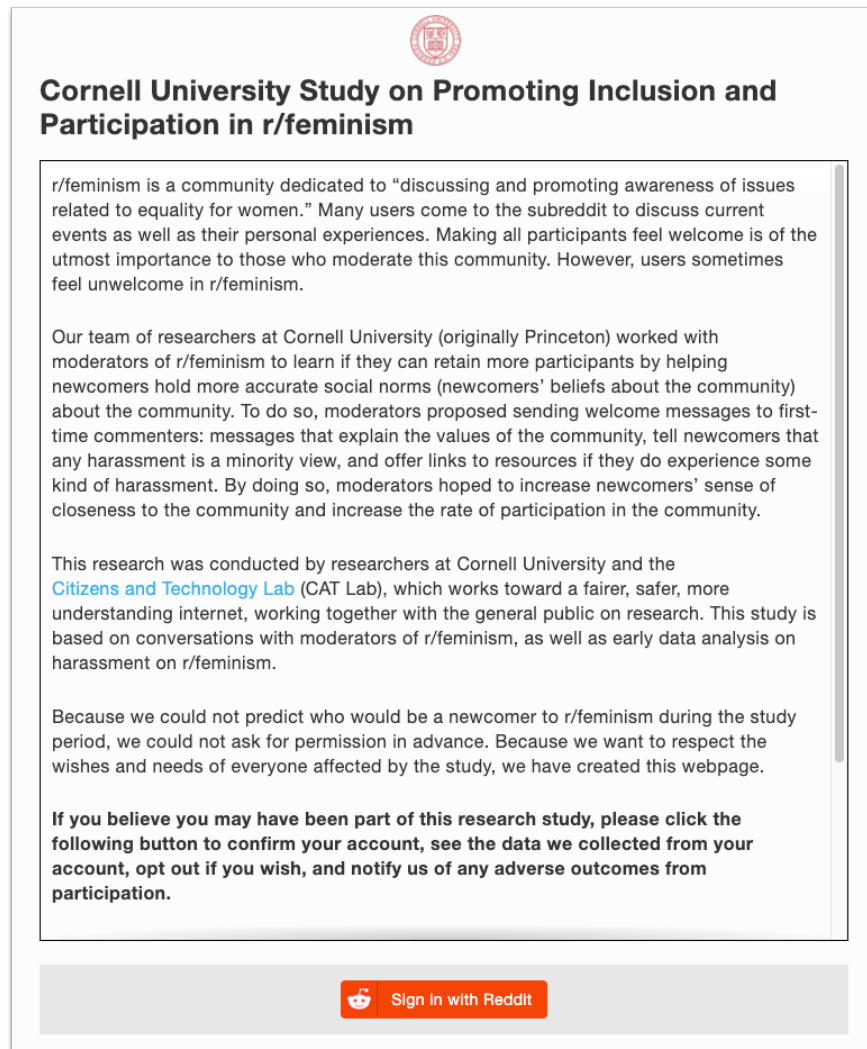 Cornell University Study on Promoting Inclusion and
Participation in r/feminism
r/feminism is a community dedicated to “discussing and promoting awareness of issues
related to equality for women.” Many users come to the subreddit to discuss current
events as well as their personal experiences. Making all participants feel welcome is of the
utmost importance to those who moderate this community. However, users sometimes
feel unwelcome in r/feminism.
Our team of researchers at Cornell University (originally Princeton) worked with
moderators of r/feminism to learn if they can retain more participants by helping
newcomers hold more accurate social norms (newcomers’ beliefs about the community)
about the community. To do so, moderators proposed sending welcome messages to first-
time commenters: messages that explain the values of the community, tell newcomers that
any harassment is a minority view, and offer links to resources if they do experience some
kind of harassment. By doing so, moderators hoped to increase newcomers’ sense of
closeness to the community and increase the rate of participation in the community.
This research was conducted by researchers at Cornell University and the
Citizens and Technology Lab (CAT Lab), which works toward a fairer, safer, more
understanding internet, working together with the general public on research. This study is
based on conversations with moderators of r/feminism, as well as early data analysis on
harassment on r/feminism.
Because we could not predict who would be a newcomer to r/feminism during the study
period, we could not ask for permission in advance. Because we want to respect the
wishes and needs of everyone affected by the study, we have created this webpage.
If you believe you may have been part of this research study, please click the
following button to confirm your account, see the data we collected from your
account, opt out if you wish, and notify us of any adverse outcomes from
participation.
Sign in with Reddit